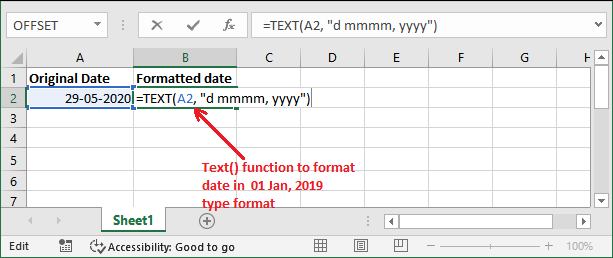 OFFSET =TEXT(A2, "d mmmm, yyyy")
A B C D E F G H
1 Original Date Formatted date
2 29-05-2020 =TEXT(A2, "d mmmm, yyyy")
3
4
5
6
7
Text() function to format
date in 01 Jan, 2019
type format
Sheet1
Edit Accessibility: Good to go 100%